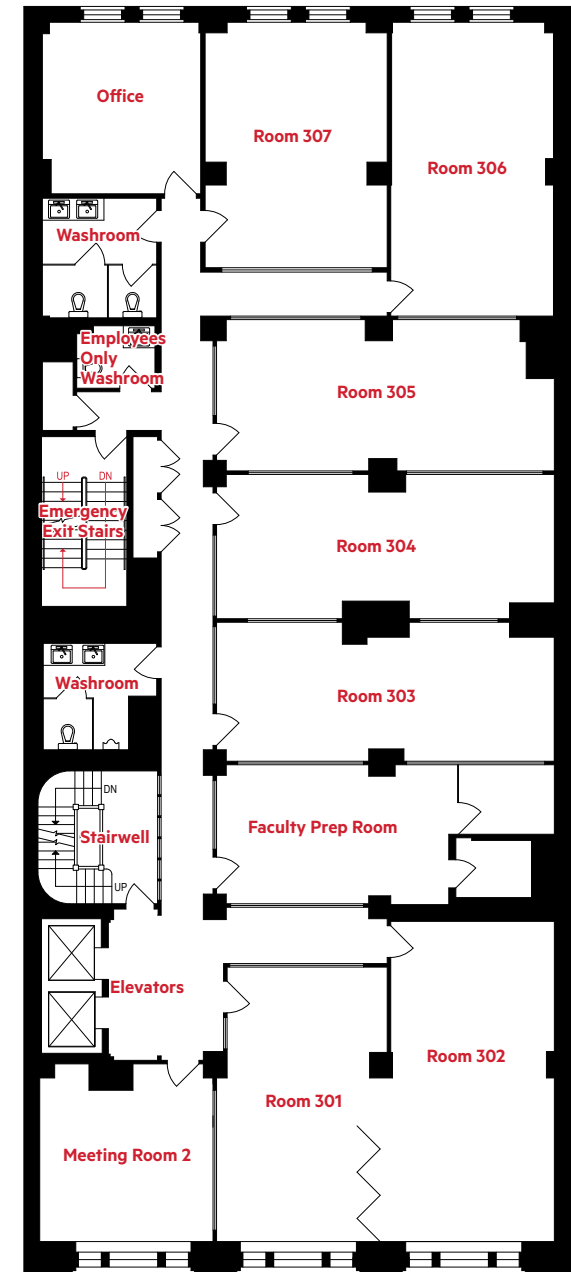 Office
Room 307
Room 306
Washroom
Employees
Only
Washroom
Room 305
UP
DN
Emergency
Exit Stairs
Room 304
Washroom
Room 303
DN
Stairwell
UP
Faculty Prep Room
Elevators
Room 302
Room 301
Meeting Room 2